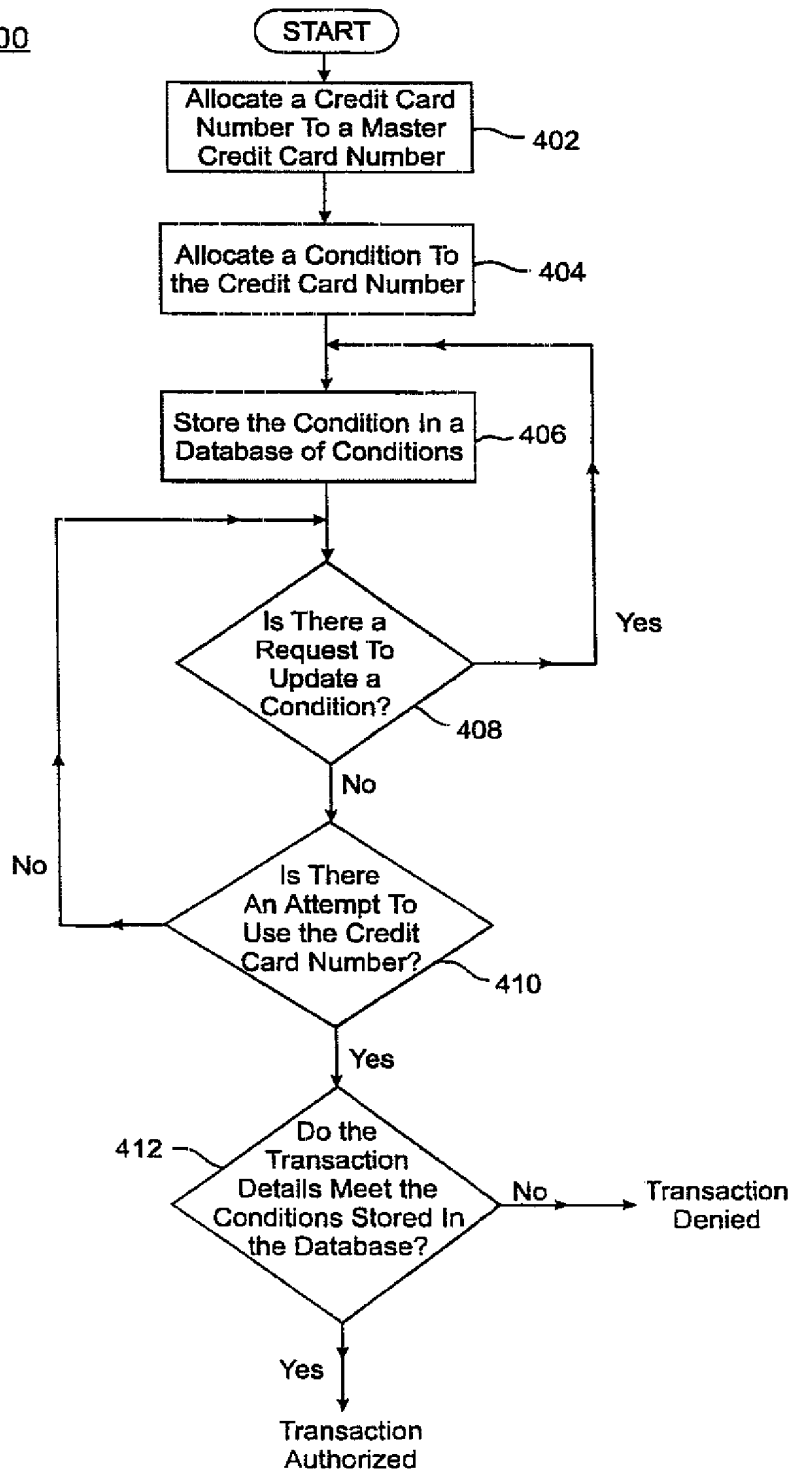 00
START
Allocate a Credit Card
Number To a Master
Credit Card Number
402
Allocate a Condition To
the Credit Card Number
404
Store the Condition In a
Database of Conditions
406
Is There a
Request To
Update a
Condition?
408
Yes
No
Is There
An Attempt To
Use the Credit
Card Number?
410
No
Yes
412
Do the
Transaction
Details Meet the
Conditions Stored In
the Database?
No
Transaction
Denied
Yes
Transaction
Authorized